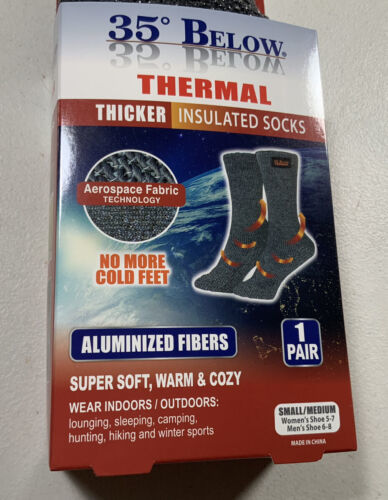 35° BELOW®
THERMAL
THICKER INSULATED SOCKS
Aerospace Fabric
TECHNOLOGY
NO MORE
COLD FEET
ALUMINIZED FIBERS
1
PAIR
SUPER SOFT, WARM & COZY
WEAR INDOORS / OUTDOORS:
lounging, sleeping, camping,
hunting, hiking and winter sports
SMALL/MEDIUM
Women's Shoe 5-7
Men's Shoe 6-8
MADE IN CHINA